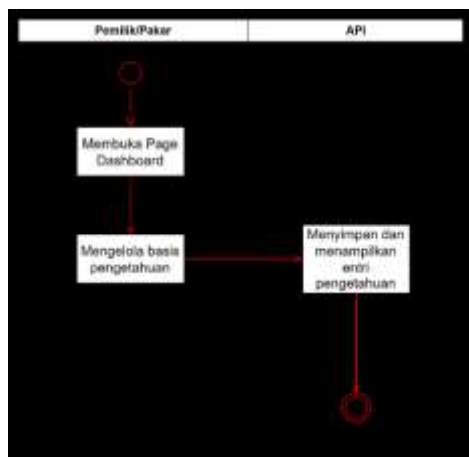 Pemilik/Pakar
API
Membuka Page
Dashboard
Mengelola basis
pengetahuan
Menyimpan dan
menampilkan
entri
pengetahuan